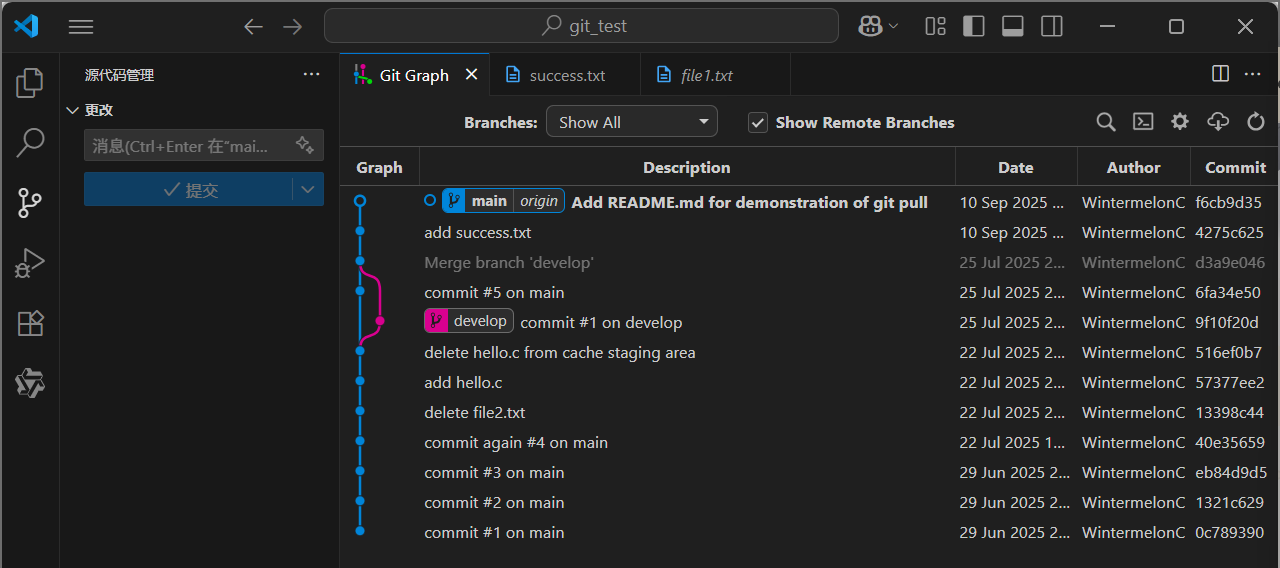 git_test
源代码管理
Git Graph
success.txt
file1.txt
更改
消息(Ctrl+Enter 在"mai...
提交
Branches: Show All Show Remote Branches
Graph Description Date Author Commit
main origin Add README.md for demonstration of git pull 10 Sep 2025 ... WintermelonC f6cb9d35
add success.txt 10 Sep 2025 ... WintermelonC 4275c625
Merge branch 'develop' 25 Jul 2025 2... WintermelonC d3a9e046
commit #5 on main 25 Jul 2025 2... WintermelonC 6fa34e50
develop commit #1 on develop 25 Jul 2025 2... WintermelonC 9f10f20d
delete hello.c from cache staging area 22 Jul 2025 2... WintermelonC 516ef0b7
add hello.c 22 Jul 2025 2... WintermelonC 57377ee2
delete file2.txt 22 Jul 2025 2... WintermelonC 13398c44
commit again #4 on main 22 Jul 2025 1... WintermelonC 40e35659
commit #3 on main 29 Jun 2025 2... WintermelonC eb84d9d5
commit #2 on main 29 Jun 2025 2... WintermelonC 1321c629
commit #1 on main 29 Jun 2025 2... WintermelonC 0c789390